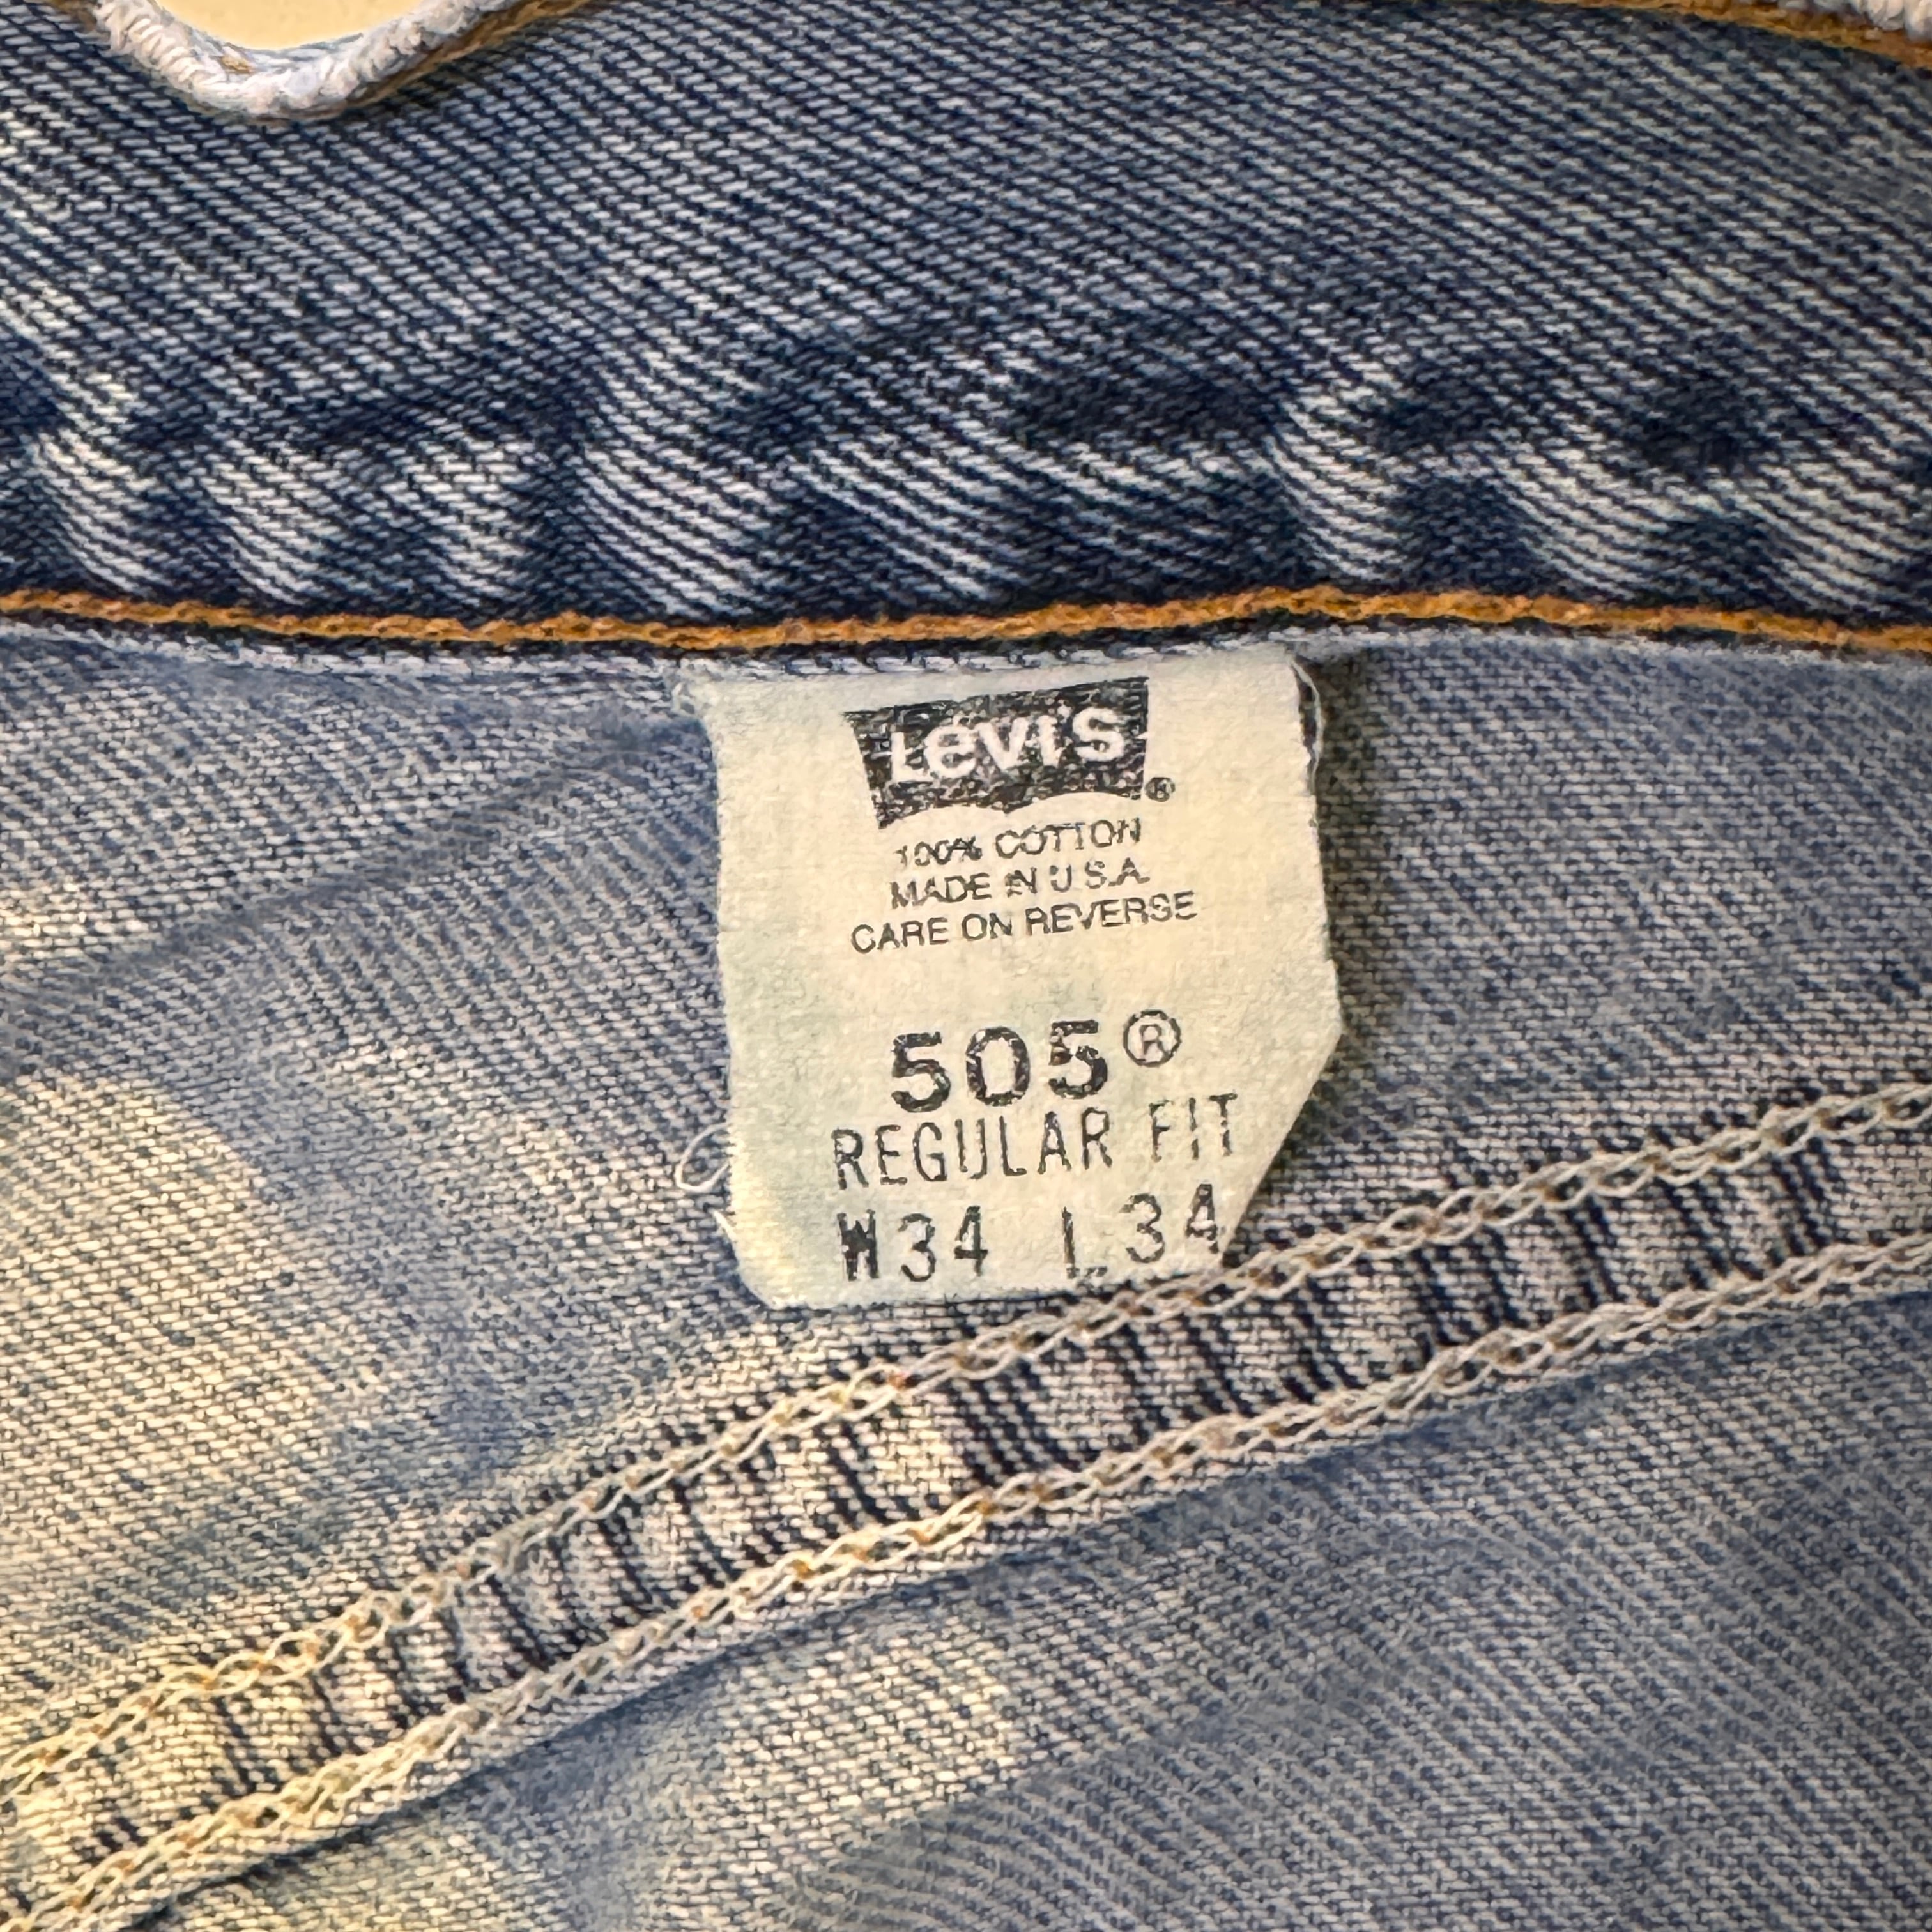 Levi's ®
100% COTTON
MADE IN U.S.A.
CARE ON REVERSE
505®
REGULAR FIT
W34 L34